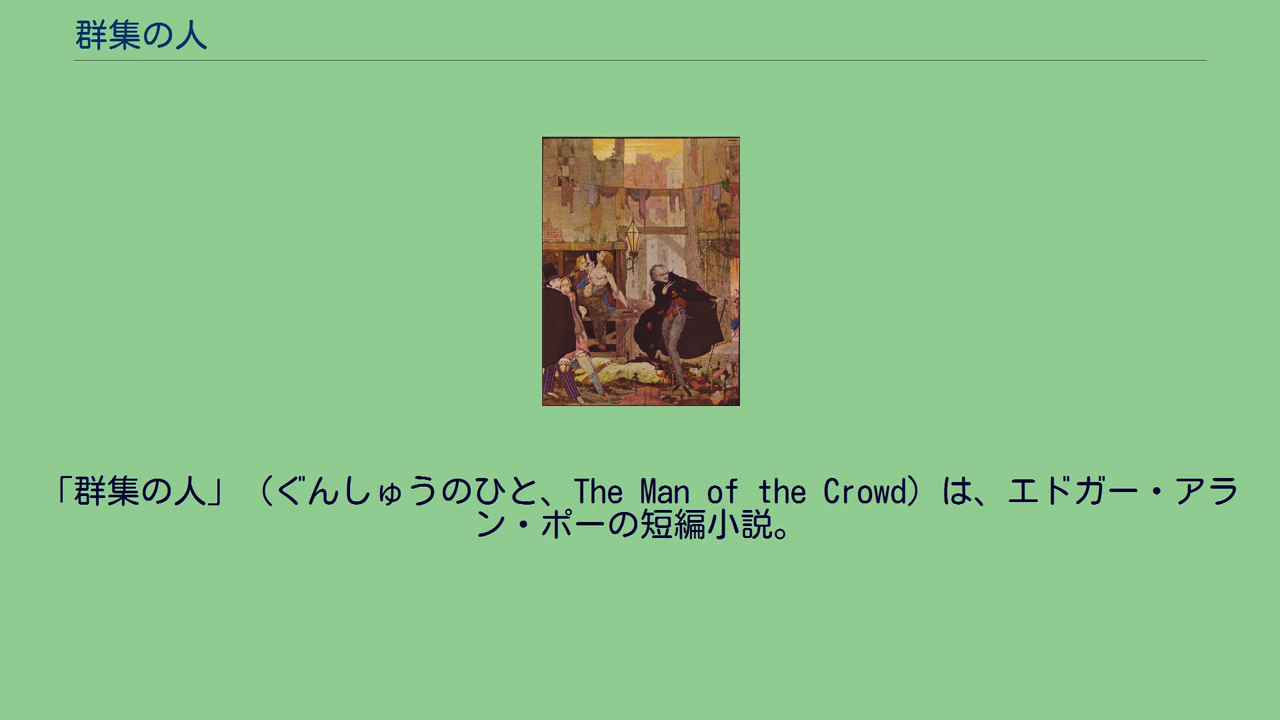 群集の人
「群集の人」（ぐんしゅうのひと、The Man of the Crowd）は、エドガー・アラ
ン・ポーの短編小説。